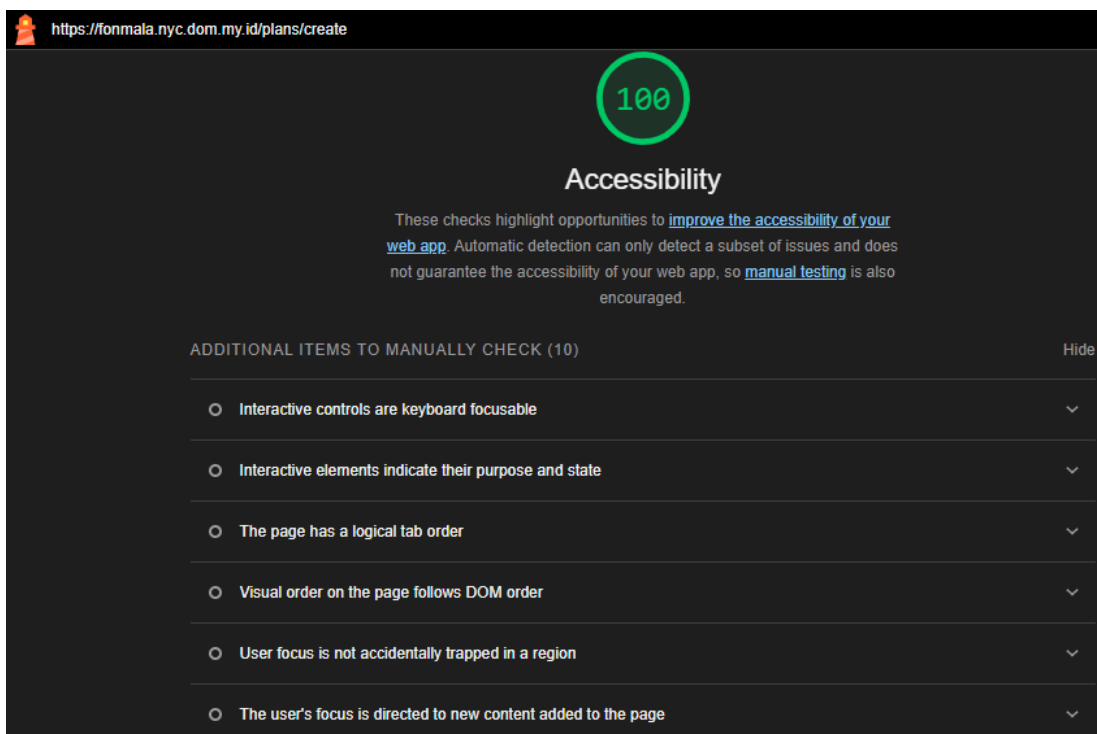 https://fonmala.nyc.dom.my.id/plans/create
100
Accessibility
These checks highlight opportunities to improve the accessibility of your
web app. Automatic detection can only detect a subset of issues and does
not guarantee the accessibility of your web app, so manual testing is also
encouraged.
ADDITIONAL ITEMS TO MANUALLY CHECK (10) Hide
Interactive controls are keyboard focusable
Interactive elements indicate their purpose and state
The page has a logical tab order
Visual order on the page follows DOM order
User focus is not accidentally trapped in a region
The user's focus is directed to new content added to the page